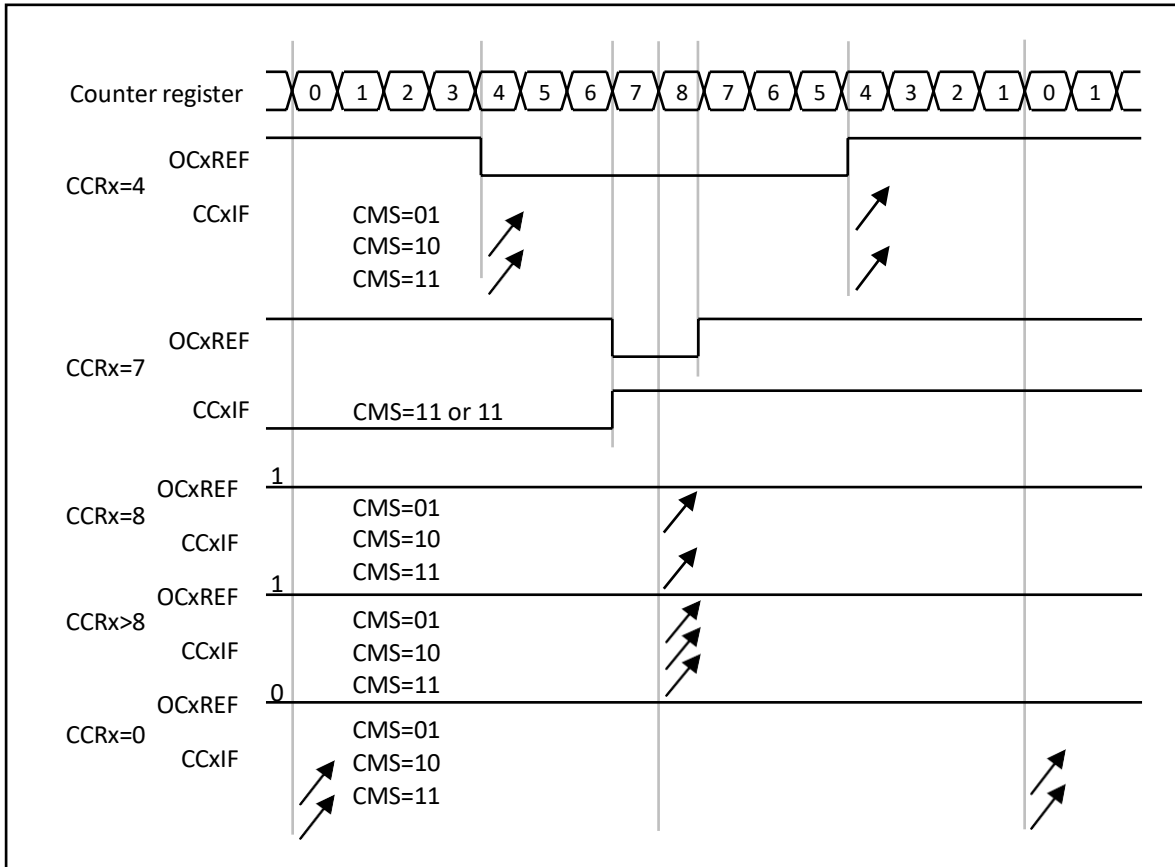 Counter register 0 1 2 3 4 5 6 7 8 7 6 5 4 3 2 1 0 1
OCxREF
CCRx=4
CCxIF CMS=01
CMS=10
CMS=11
OCxREF
CCRx=7
CCxIF CMS=11 or 11
1
OCxREF
CMS=01
CCRx=8
CCxIF CMS=10
CMS=11
1
OCxREF
CCRx>8 CMS=01
CCxIF CMS=10
CMS=11
0
OCxREF
CCRx=0 CMS=01
CCxIF CMS=10
CMS=11